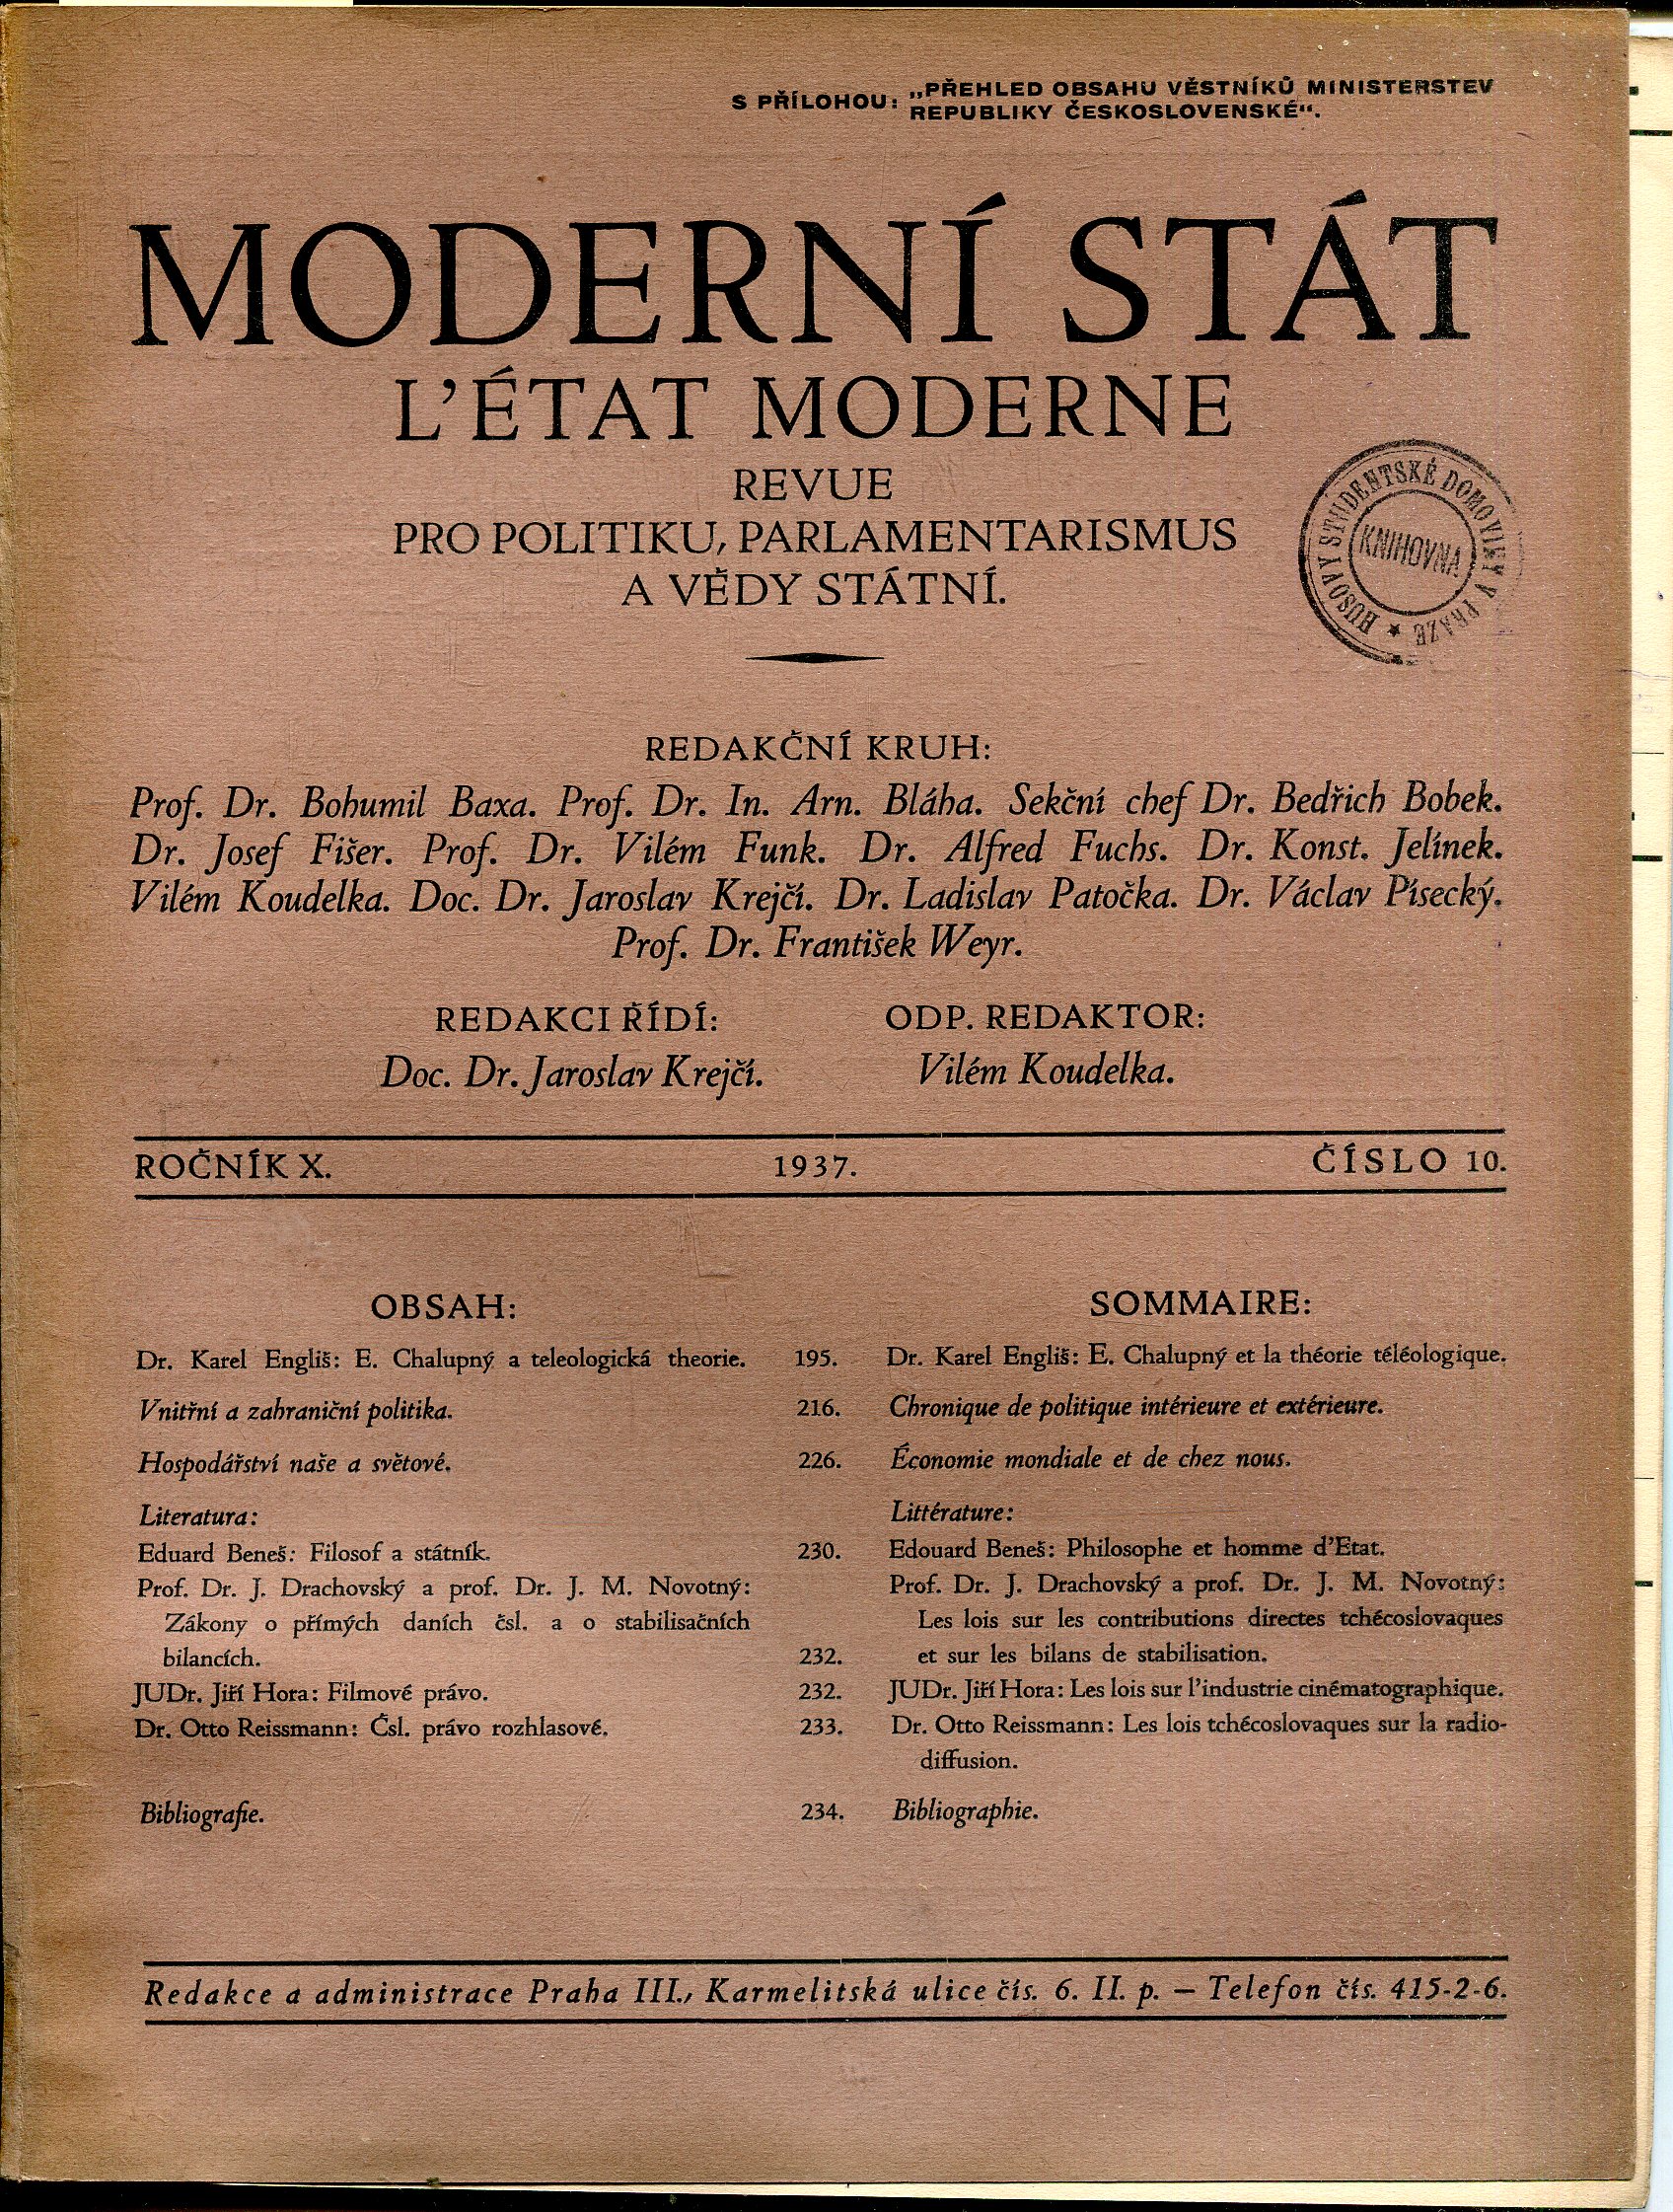 S PŘÍLOHOU: „PŘEHLED OBSAHU VĚSTNÍKŮ MINISTERSTEV
REPUBLIKY ČESKOSLOVENSKÉ“.
MODERNÍ STÁT
L’ÉTAT MODERNE
REVUE
PRO POLITIKU, PARLAMENTARISMUS
A VĚDY STÁTNÍ.
HUSOVY STUDENTSKÉ DOMOVINY V PRAZE ★
KNIHOVNA
REDAKČNÍ KRUH:
Prof. Dr. Bohumil Baxa. Prof. Dr. In. Arn. Bláha. Sekční chef Dr. Bedřich Bobek.
Dr. Josef Fišer. Prof. Dr. Vilém Funk. Dr. Alfred Fuchs. Dr. Konst. Jelínek.
Vilém Koudelka. Doc. Dr. Jaroslav Krejčí. Dr. Ladislav Patočka. Dr. Václav Písecký.
Prof. Dr. František Weyr.
REDAKCI ŘÍDÍ:
Doc. Dr. Jaroslav Krejčí.
ODP. REDAKTOR:
Vilém Koudelka.
ROČNÍK X. 1937. ČÍSLO 10.
OBSAH:
Dr. Karel Engliš: E. Chalupný a teleologická theorie. 195.
Vnitřní a zahraniční politika. 216.
Hospodářství naše a světové. 226.
Literatura:
Eduard Beneš: Filosof a státník. 230.
Prof. Dr. J. Drachovský a prof. Dr. J. M. Novotný:
Zákony o přímých daních čsl. a o stabilisačních
bilancích. 232.
JUDr. Jiří Hora: Filmové právo. 232.
Dr. Otto Reissmann: Čsl. právo rozhlasové. 233.
Bibliografie. 234.
SOMMAIRE:
Dr. Karel Engliš: E. Chalupný et la théorie téléologique.
Chronique de politique intérieure et extérieure.
Économie mondiale et de chez nous.
Littérature:
Edouard Beneš: Philosophe et homme d’Etat.
Prof. Dr. J. Drachovský a prof. Dr. J. M. Novotný:
Les lois sur les contributions directes tchécoslovaques
et sur les bilans de stabilisation.
JUDr. Jiří Hora: Les lois sur l’industrie cinématographique.
Dr. Otto Reissmann: Les lois tchécoslovaques sur la radio-
diffusion.
Bibliographie.
Redakce a administrace Praha III., Karmelitská ulice čís. 6. II. p. — Telefon čís. 415-2-6.